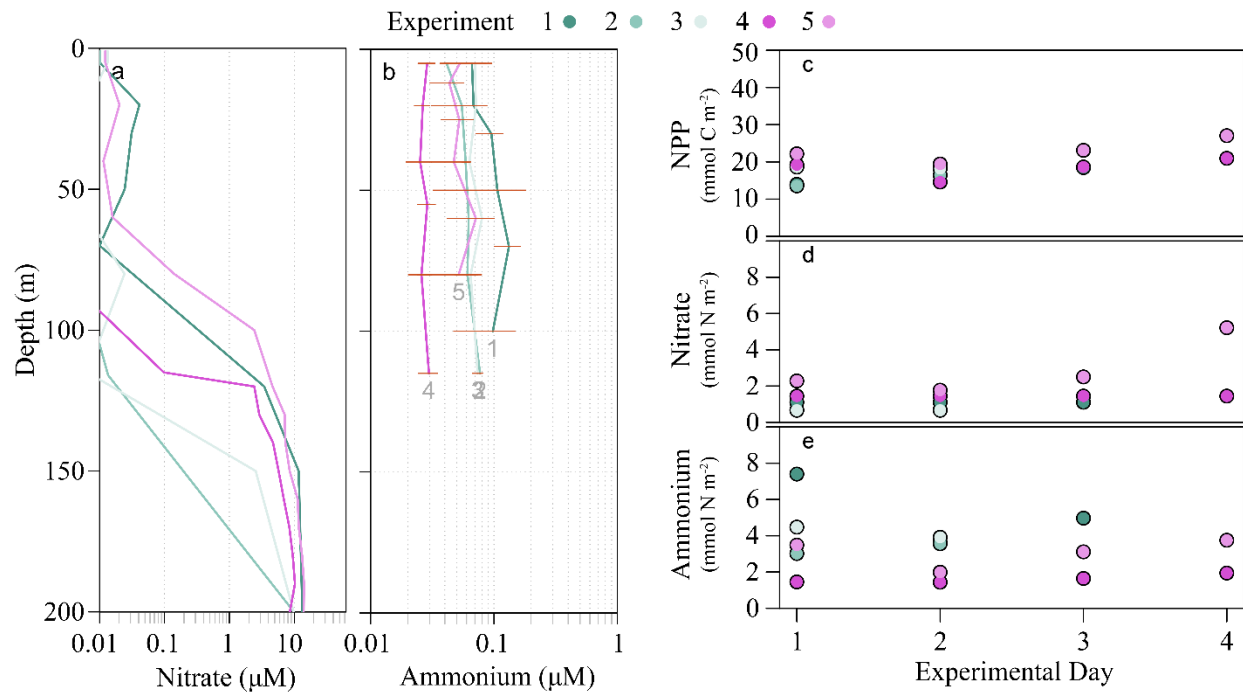 Experiment 1 2 3 4 5
a
0
50
100
150
200
Depth (m)
0.01 0.1 1 10
Nitrate (μM)
b
5
1
4
2
0.01 0.1 1
Ammonium (μM)
c
50
40
30
20
10
0
NPP
(mmol C m-2)
d
8
6
4
2
0
Nitrate
(mmol N m-2)
e
8
6
4
2
0
Ammonium
(mmol N m-2)
1 2 3 4
Experimental Day